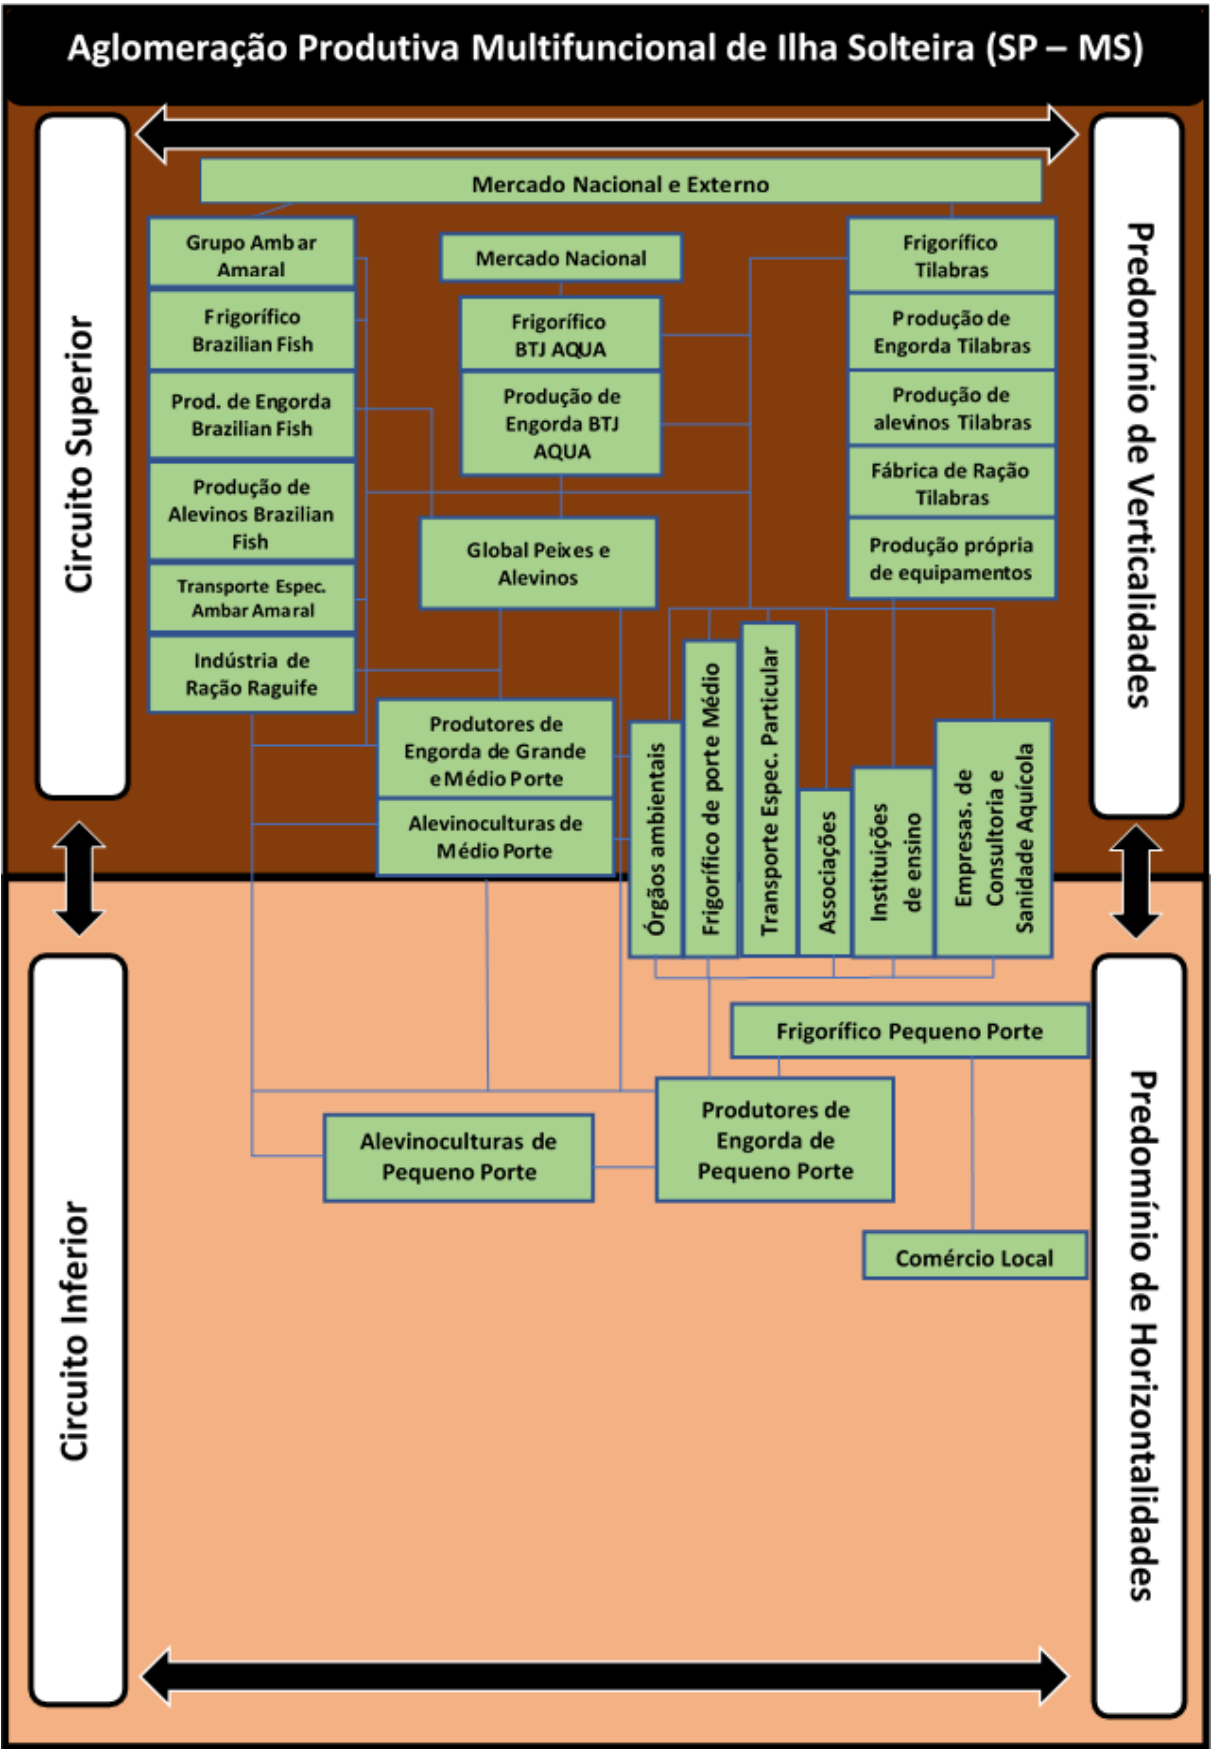 Aglomeração Produtiva Multifuncional de Ilha Solteira (SP – MS)
Circuito Superior
Predomínio de Verticalidades
Mercado Nacional e Externo
Grupo Ambar
Amaral
Frigorífico
Brazilian Fish
Prod. de Engorda
Brazilian Fish
Produção de
Alevinos Brazilian
Fish
Transporte Espec.
Ambar Amaral
Indústria de
Ração Raguife
Mercado Nacional
Frigorífico
BTJ AQUA
Produção de
Engorda BTJ
AQUA
Global Peixes e
Alevinos
Frigorífico
Tilabras
Produção de
Engorda Tilabras
Produção de
alevinos Tilabras
Fábrica de Ração
Tilabras
Produção própria
de equipamentos
Produtores de
Engorda de Grande
e Médio Porte
Alevinoculturas de
Médio Porte
Órgãos ambientais
Frigorífico de porte Médio
Transporte Espec. Particular
Associações
Instituições
de ensino
Empresas. de
Consultoria e
Sanidade Aquícola
Circuito Inferior
Predomínio de Horizontalidades
Frigorífico Pequeno Porte
Alevinoculturas de
Pequeno Porte
Produtores de
Engorda de
Pequeno Porte
Comércio Local